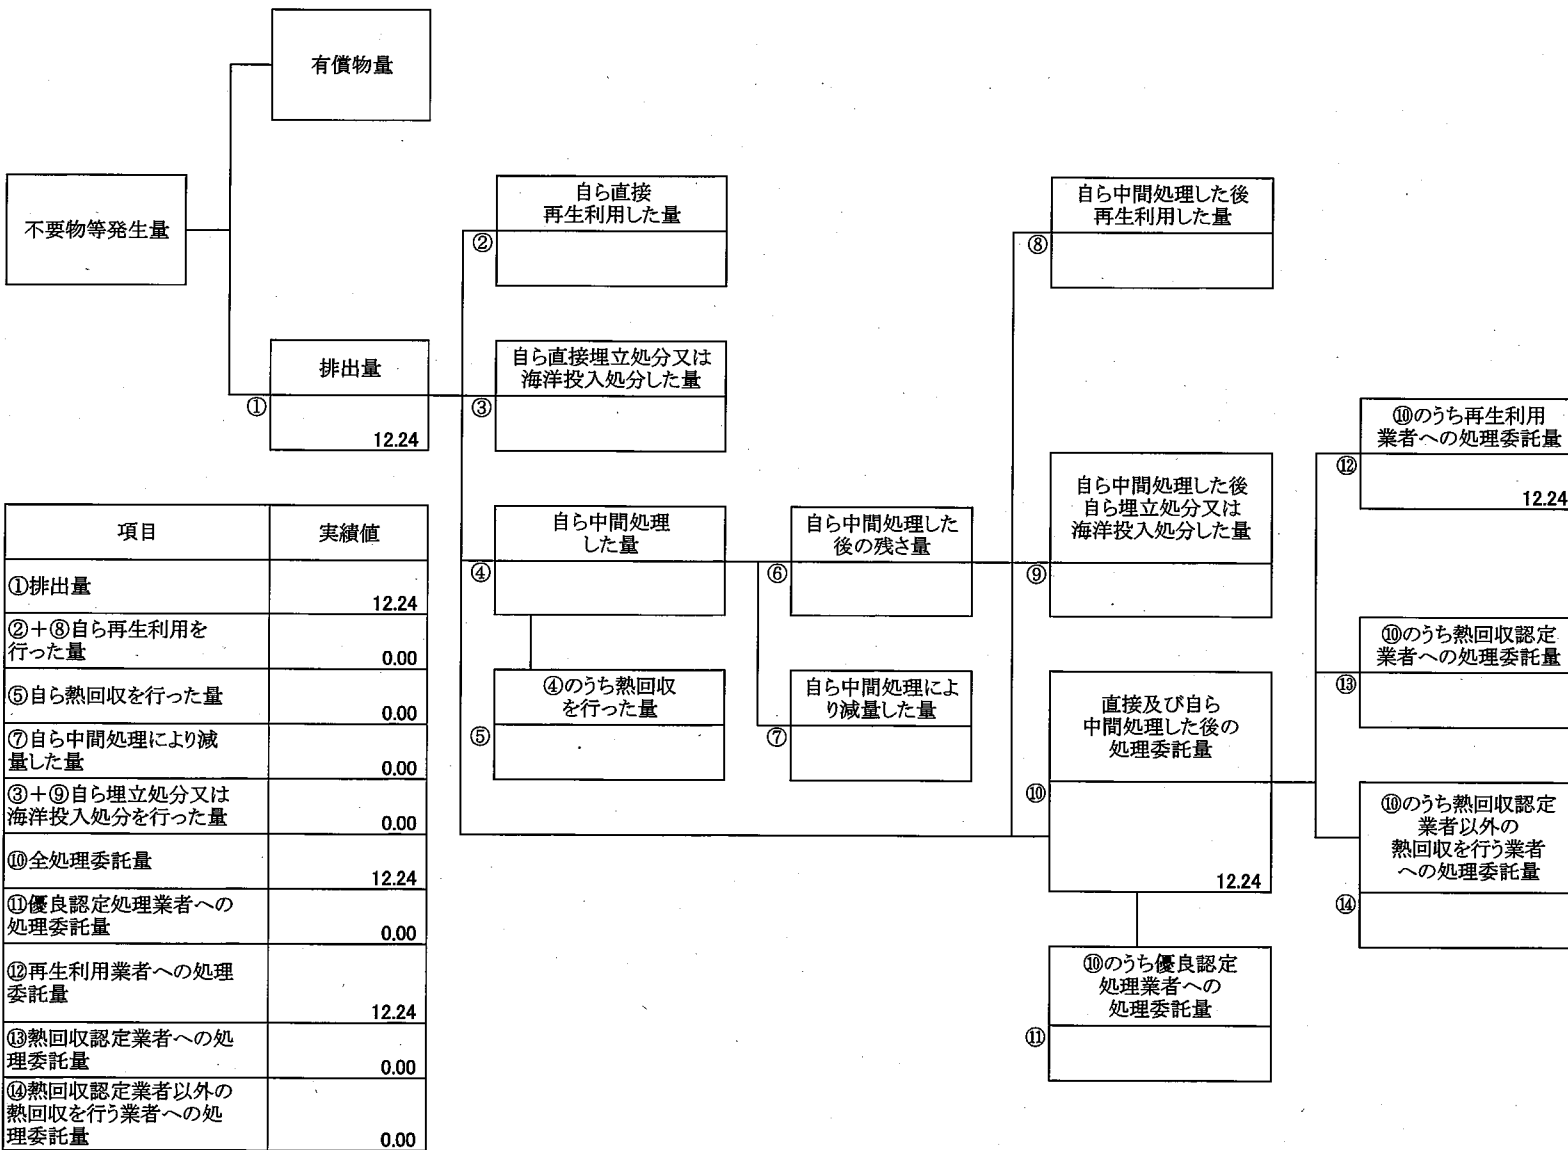 有償物量
不要物等発生量
排出量
①
12.24
自ら直接
再生利用した量
②
自ら直接埋立処分又は
海洋投入処分した量
③
自ら中間処理
した量
④
④のうち熱回収
を行った量
⑤
自ら中間処理した
後の残さ量
⑥
自ら中間処理によ
り減量した量
⑦
自ら中間処理した後
再生利用した量
⑧
自ら中間処理した後
自ら埋立処分又は
海洋投入処分した量
⑨
直接及び自ら
中間処理した後の
処理委託量
⑩
12.24
⑩のうち優良認定
処理業者への
処理委託量
⑪
⑩のうち再生利用
業者への処理委託量
⑫
12.24
⑩のうち熱回収認定
業者への処理委託量
⑬
⑩のうち熱回収認定
業者以外の
熱回収を行う業者
への処理委託量
⑭
項目 実績値
①排出量
12.24
②＋⑧自ら再生利用を
行った量
0.00
⑤自ら熱回収を行った量
0.00
⑦自ら中間処理により減
量した量
0.00
③＋⑨自ら埋立処分又は
海洋投入処分を行った量
0.00
⑩全処理委託量
12.24
⑪優良認定処理業者への
処理委託量
0.00
⑫再生利用業者への処理
委託量
12.24
⑬熱回収認定業者への処
理委託量
0.00
⑭熱回収認定業者以外の
熱回収を行う業者への処
理委託量
0.00